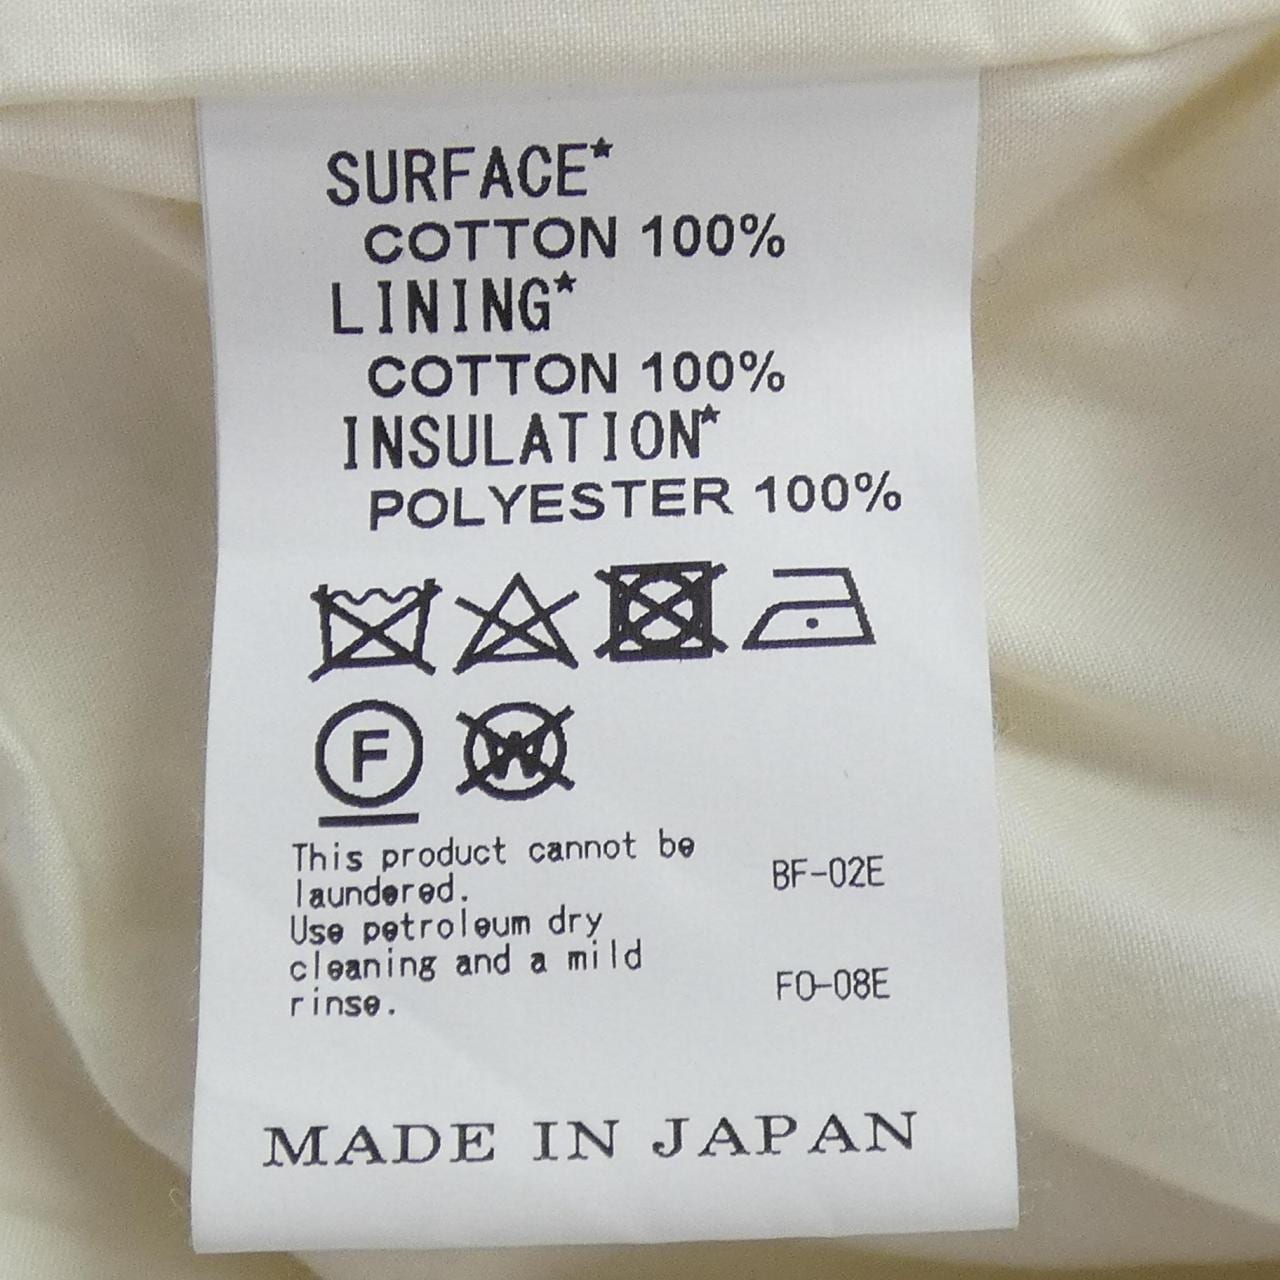 SURFACE★
COTTON 100%
LINING★
COTTON 100%
INSULATION★
POLYESTER 100%
F W
This product cannot be
laundered.
Use petroleum dry
cleaning and a mild
rinse.
BF-02E
FO-08E
MADE IN JAPAN